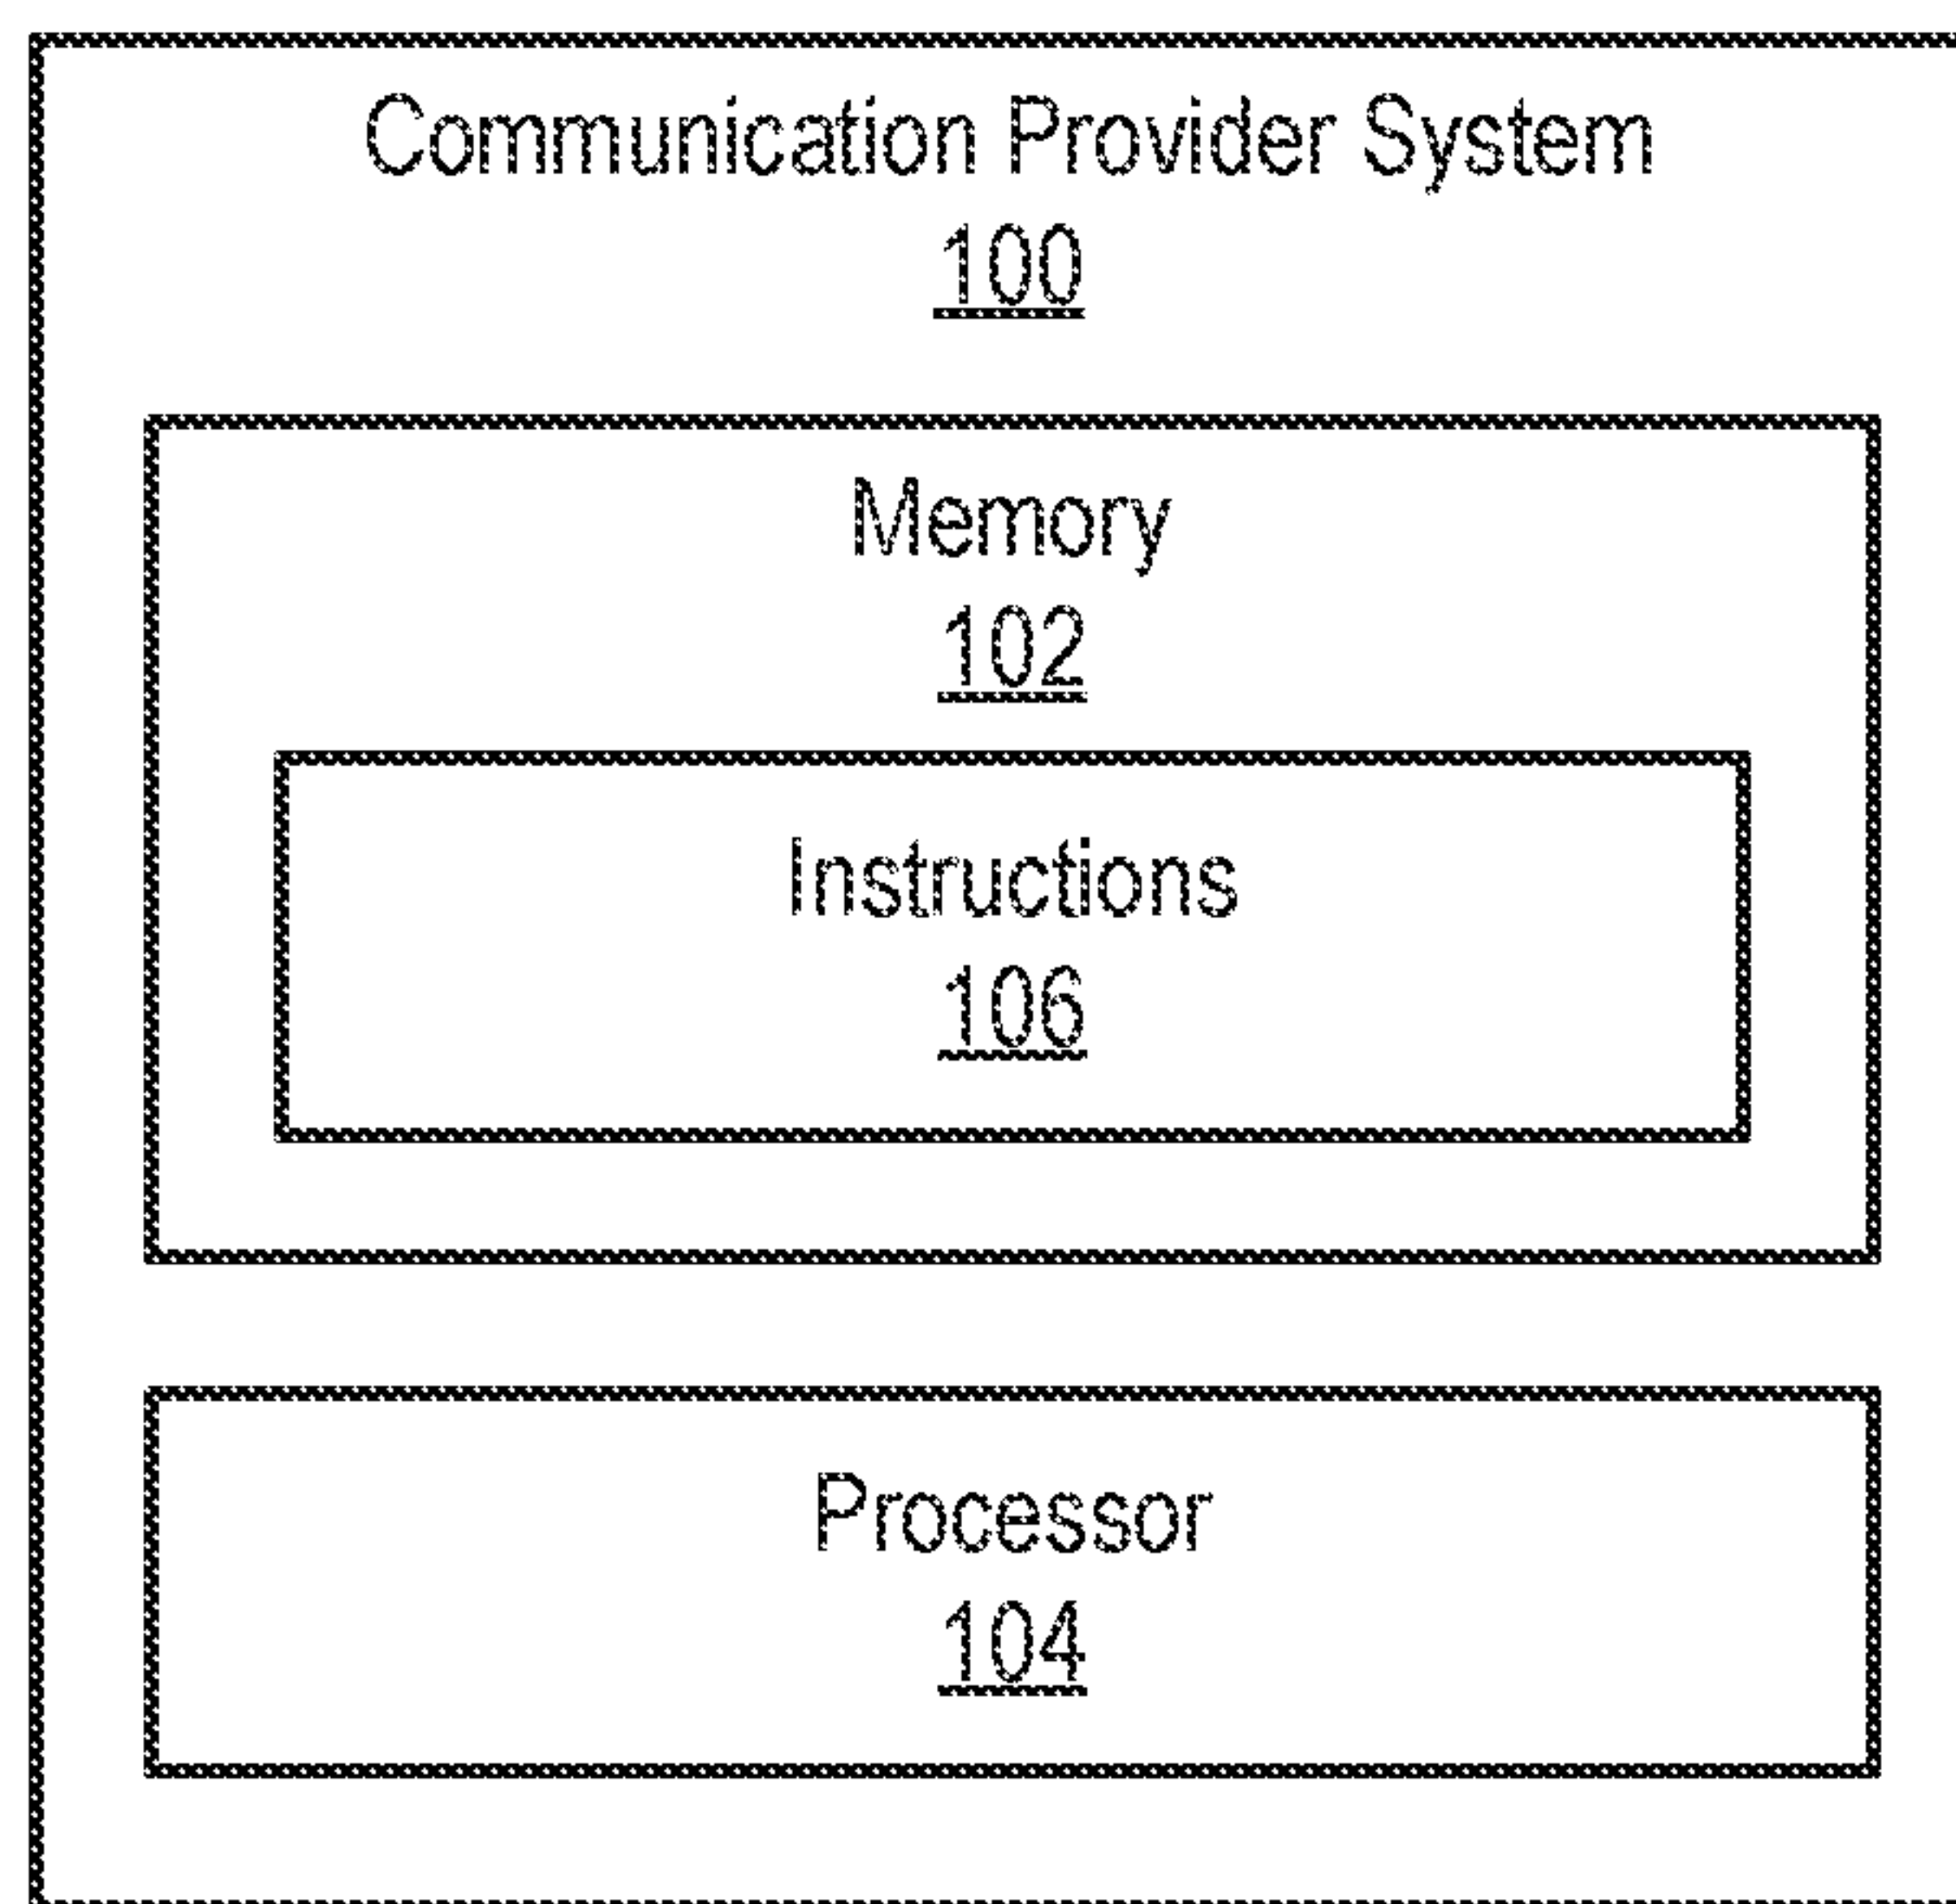 Communication Provider System
100
Memory
102
Instructions
106
Processor
104